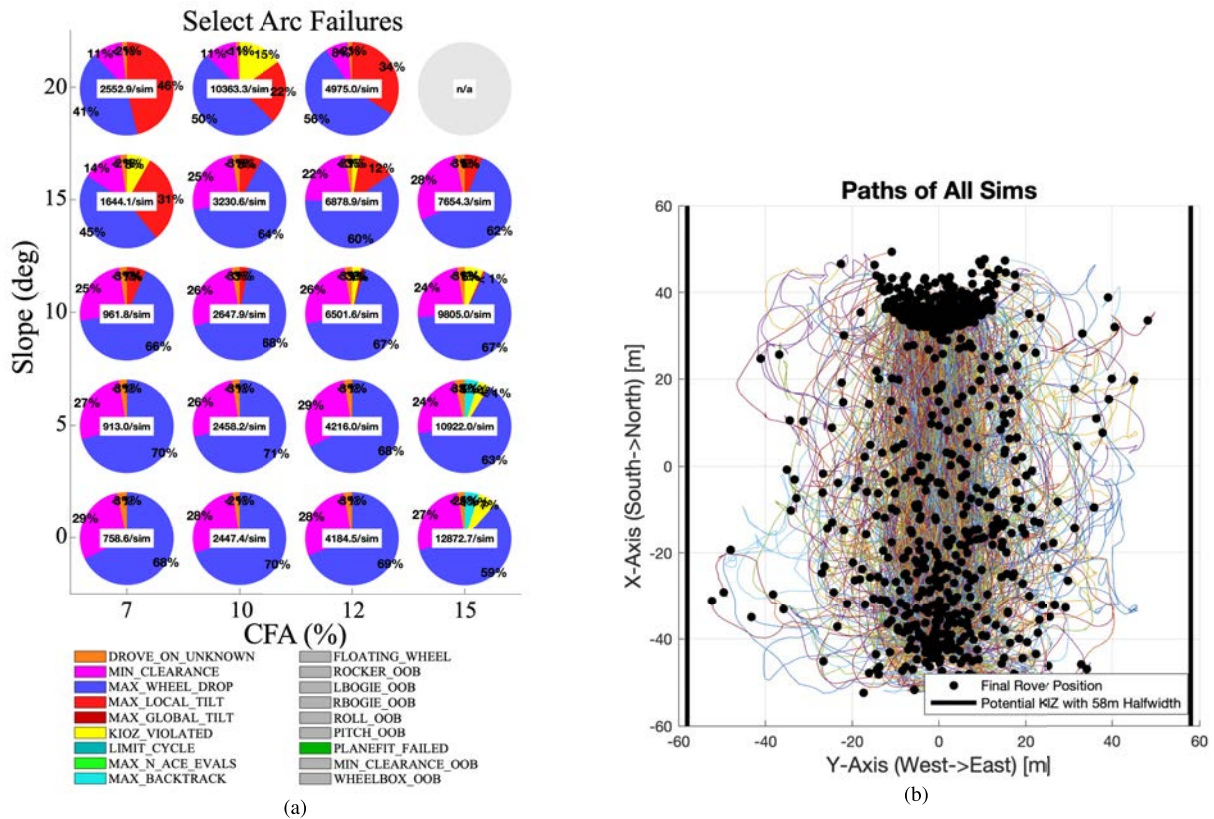 Select Arc Failures
Slope (deg)
20
11%
46%
2552.9/sim
41%
11%
15%
10363.3/sim
22%
50%
34%
4975.0/sim
56%
n/a
15
14%
1644.1/sim
31%
45%
25%
3230.6/sim
64%
22%
12%
6878.9/sim
60%
28%
7654.3/sim
62%
10
25%
961.8/sim
66%
26%
2647.9/sim
68%
26%
6501.6/sim
67%
24%
9805.0/sim
67%
5
27%
913.0/sim
70%
26%
2458.2/sim
71%
29%
4216.0/sim
68%
24%
10922.0/sim
63%
0
29%
758.6/sim
68%
28%
2447.4/sim
70%
28%
4184.5/sim
69%
27%
12872.7/sim
59%
7 10 12 15
CFA (%)
DROVE_ON_UNKNOWN
MIN_CLEARANCE
MAX_WHEEL_DROP
MAX_LOCAL_TILT
MAX_GLOBAL_TILT
KIOZ_VIOLATED
LIMIT_CYCLE
MAX_N_ACE_EVALS
MAX_BACKTRACK
FLOATING_WHEEL
ROCKER_OOB
LBOGIE_OOB
RBOGIE_OOB
ROLL_OOB
PITCH_OOB
PLANEFIT_FAILED
MIN_CLEARANCE_OOB
WHEELBOX_OOB
(a)
Paths of All Sims
X-Axis (South->North) [m]
60
40
20
0
-20
-40
-60
Final Rover Position
Potential KIZ with 58m Halfwidth
-60 -40 -20 0 20 40 60
Y-Axis (West->East) [m]
(b)